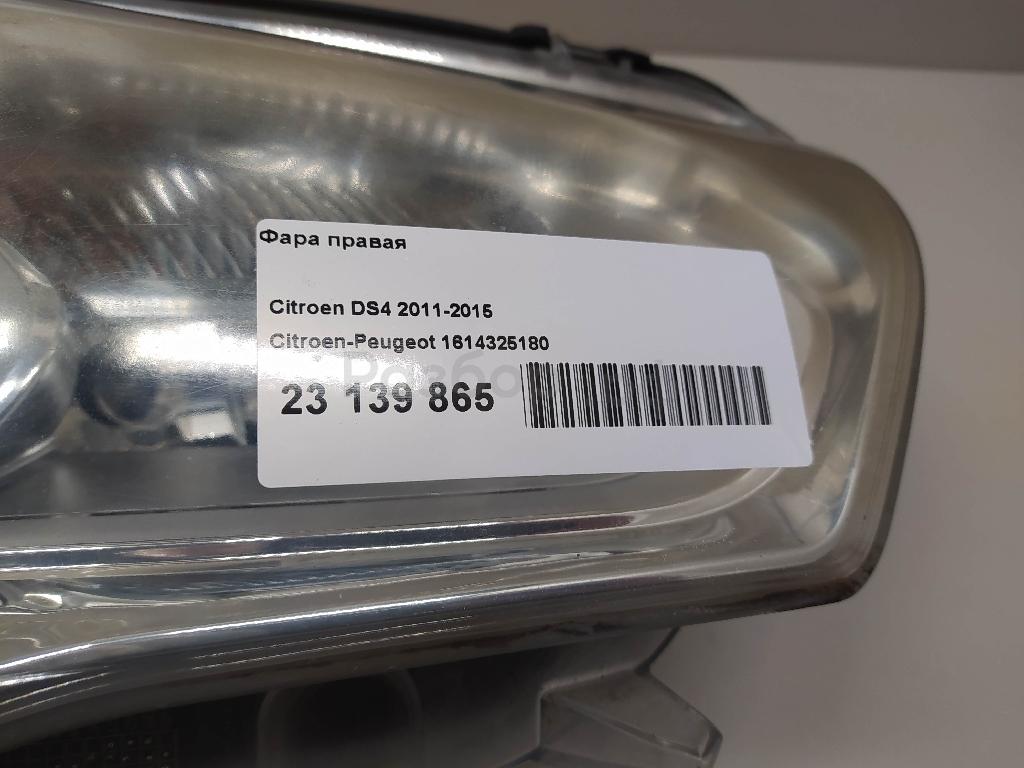 Фара правая
Citroen DS4 2011-2015
Citroen-Peugeot 1614325180
23 139 865